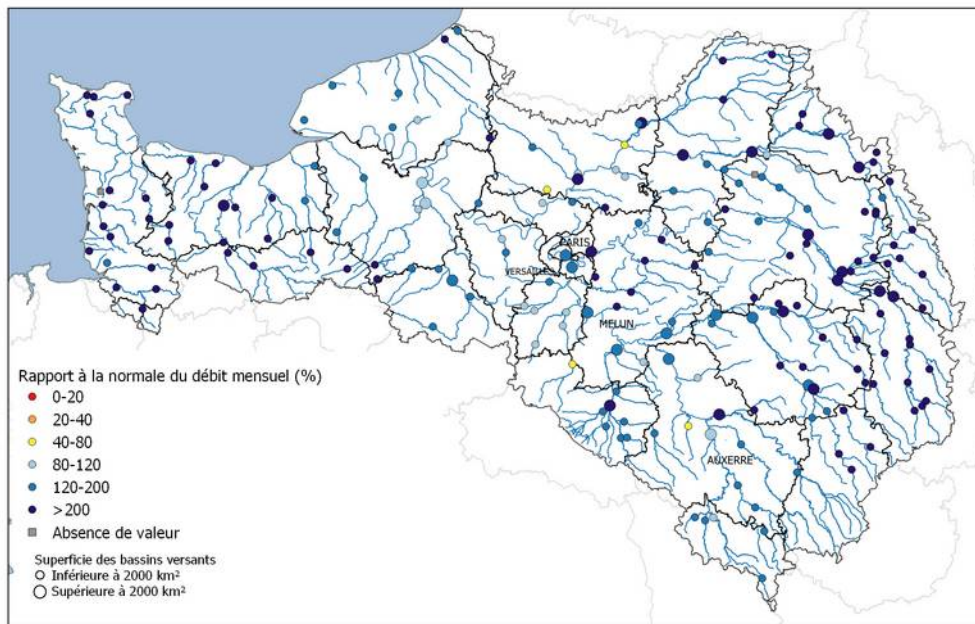 PARIS
VERSAILLES
MELUN
AUXERRE
Rapport à la normale du débit mensuel (%)
0-20
20-40
40-80
80-120
120-200
>200
Absence de valeur
Superficie des bassins versants
Inférieure à 2000 km²
Supérieure à 2000 km²